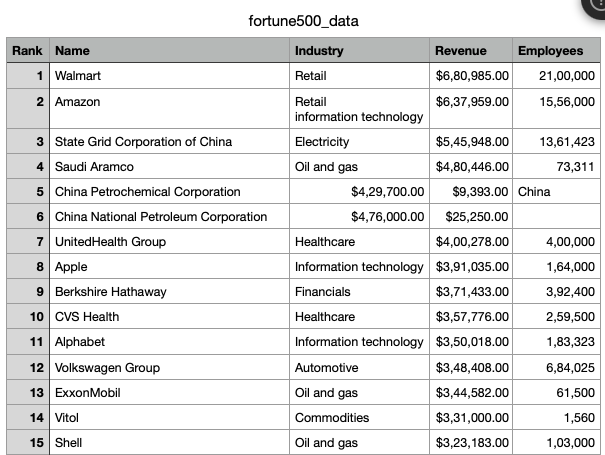 fortune500_data
Rank Name Industry Revenue Employees
1 Walmart Retail $6,80,985.00 21,00,000
2 Amazon Retail $6,37,959.00 15,56,000
information technology
3 State Grid Corporation of China Electricity $5,45,948.00 13,61,423
4 Saudi Aramco Oil and gas $4,80,446.00 73,311
5 China Petrochemical Corporation $4,29,700.00 $9,393.00 China
6 China National Petroleum Corporation $4,76,000.00 $25,250.00
7 UnitedHealth Group Healthcare $4,00,278.00 4,00,000
8 Apple Information technology $3,91,035.00 1,64,000
9 Berkshire Hathaway Financials $3,71,433.00 3,92,400
10 CVS Health Healthcare $3,57,776.00 2,59,500
11 Alphabet Information technology $3,50,018.00 1,83,323
12 Volkswagen Group Automotive $3,48,408.00 6,84,025
13 ExxonMobil Oil and gas $3,44,582.00 61,500
14 Vitol Commodities $3,31,000.00 1,560
15 Shell Oil and gas $3,23,183.00 1,03,000